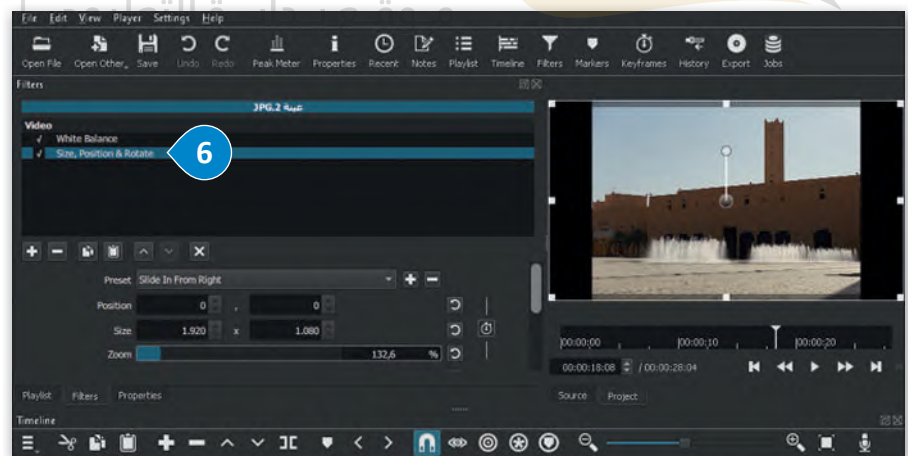 File Edit View Player Settings Help
Open File Open Other... Save Undo Redo Peak Meter Properties Recent Notes Playlist Timeline Filters Markers Keyframes History Export Jobs
Filters
عينة 2.JPG
Video
✓ White Balance
✓ Size, Position & Rotate
6
Preset Slide In From Right
Position 0 , 0
Size 1.920 x 1.080
Zoom 132,6 %
00:00:00 00:00:10 00:00:20
00:00:18:08 / 00:00:28:04
Playlist Filters Properties
Source Project
Timeline